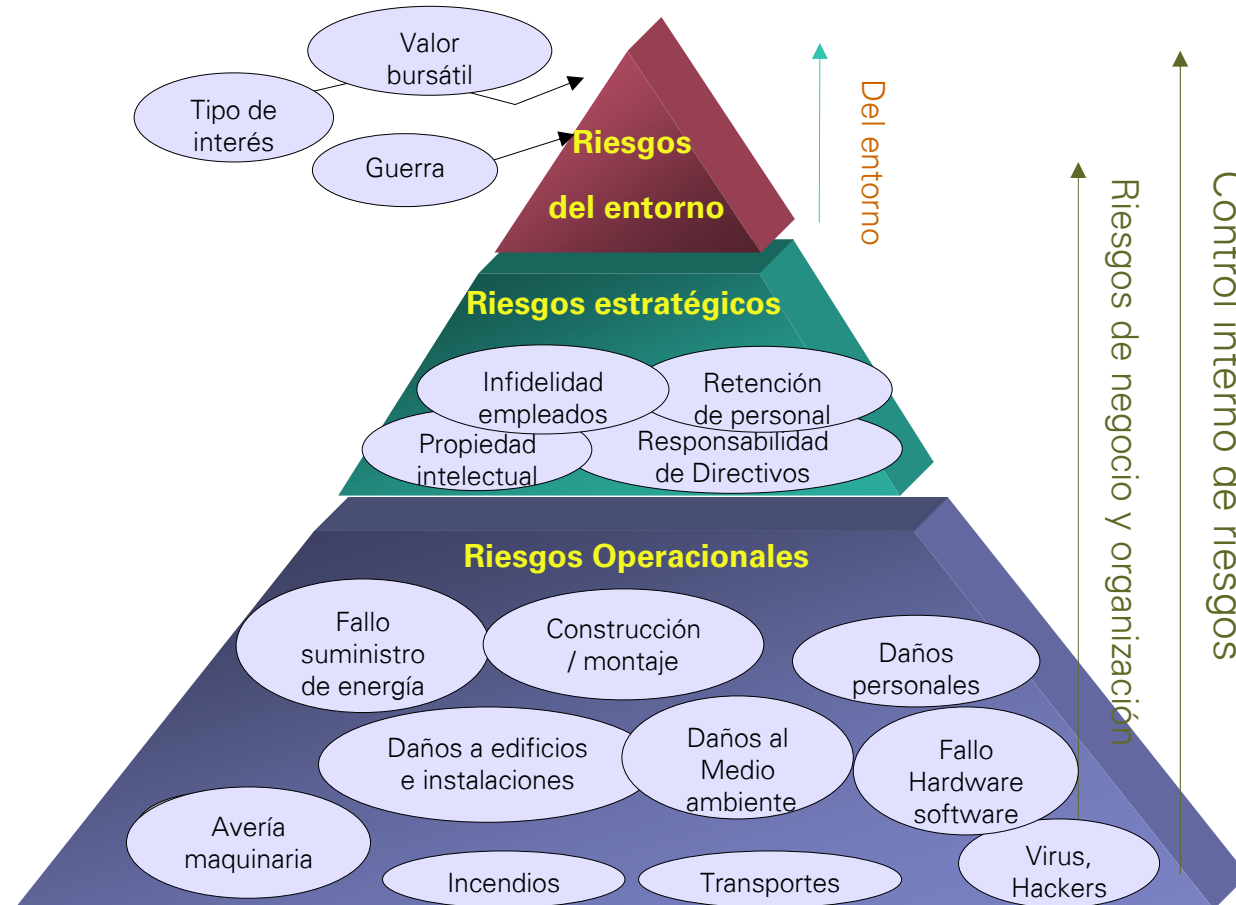 Valor
bursátil
Tipo de
interés
Guerra
Riesgos
del entorno
Del entorno
Riesgos de negocio y organización
Control Interno de riesgos
Riesgos estratégicos
Infidelidad
empleados
Retención
de personal
Propiedad
intelectual
Responsabilidad
de Directivos
Riesgos Operacionales
Fallo
suministro
de energía
Construcción
/ montaje
Daños
personales
Daños a edificios
e instalaciones
Daños al
Medio
ambiente
Fallo
Hardware
software
Avería
maquinaria
Incendios
Transportes
Virus,
Hackers